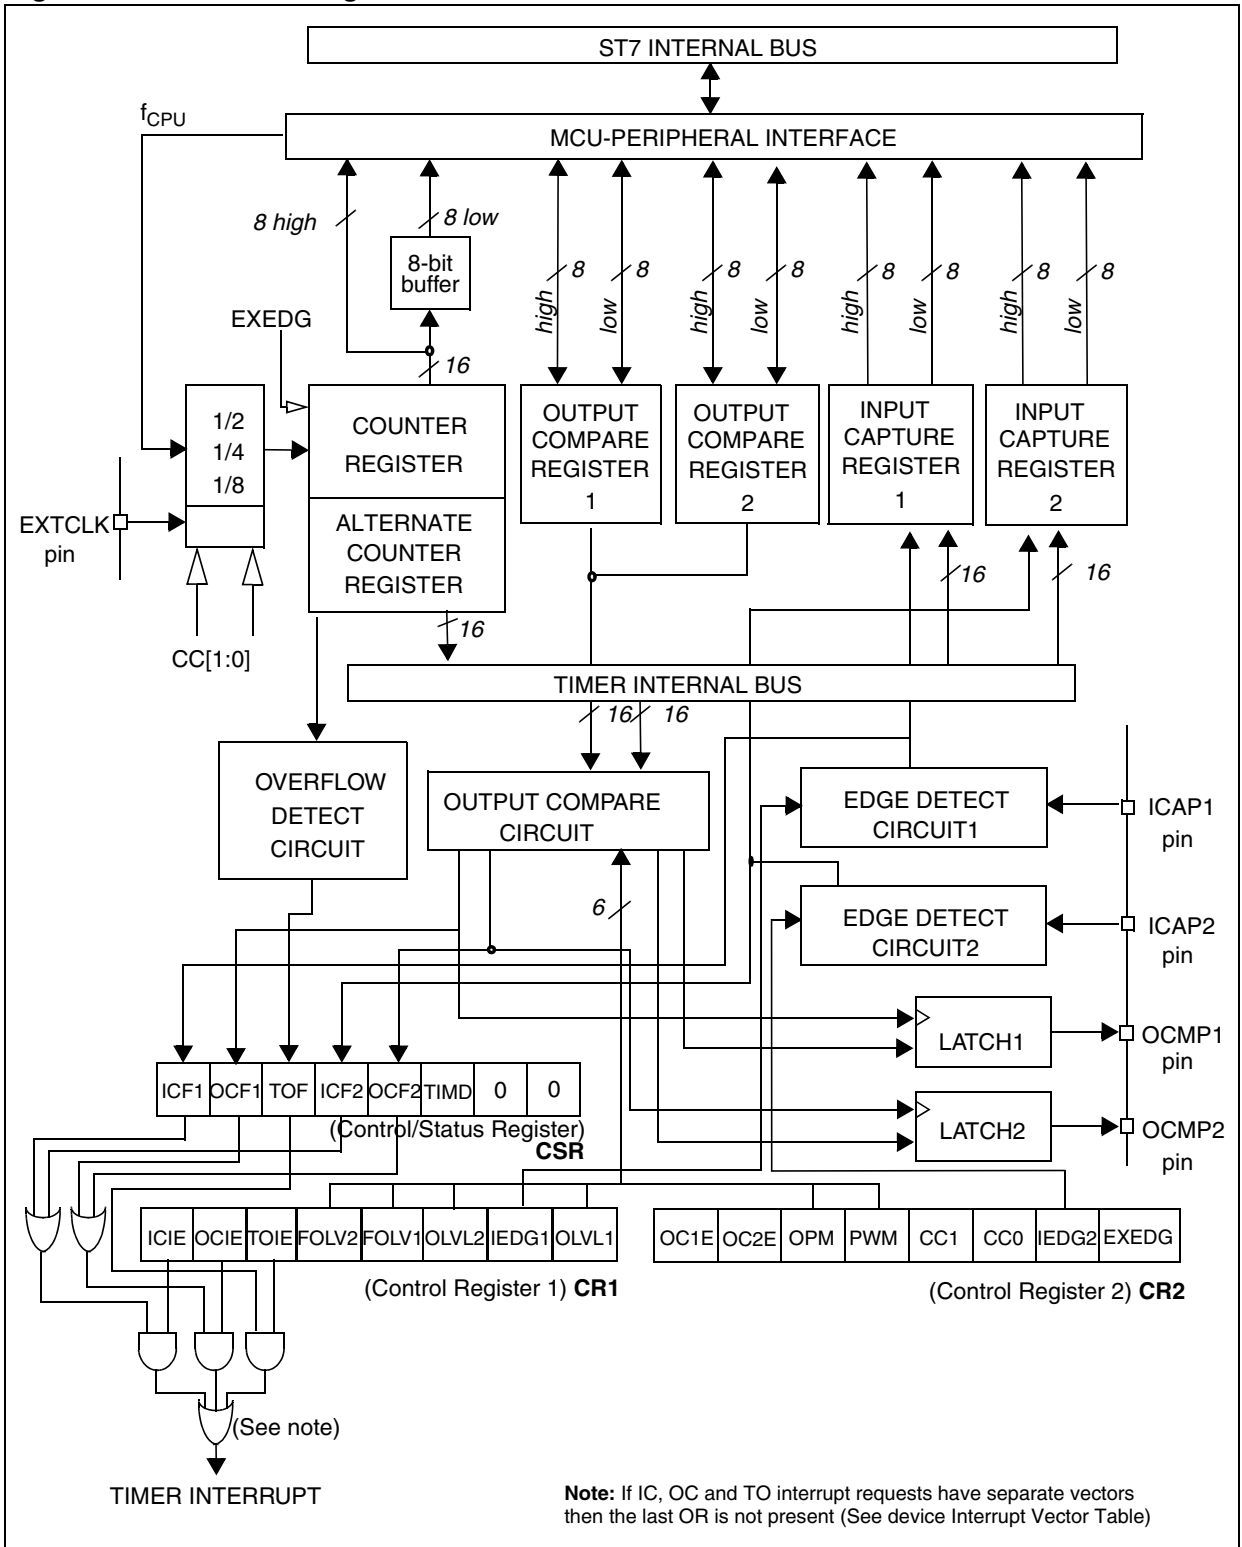 ST7 INTERNAL BUS
fCPU
MCU-PERIPHERAL INTERFACE
8 high
8 low
8-bit
buffer
8 8 8 8 8 8 8 8
high low high low high low high low
EXEDG
16
1/2
1/4
1/8
COUNTER
REGISTER
OUTPUT
COMPARE
REGISTER
1
OUTPUT
COMPARE
REGISTER
2
INPUT
CAPTURE
REGISTER
1
INPUT
CAPTURE
REGISTER
2
EXTCLK
pin
ALTERNATE
COUNTER
REGISTER
16
16
16
CC[1:0]
TIMER INTERNAL BUS
16 16
OVERFLOW
DETECT
CIRCUIT
OUTPUT COMPARE
CIRCUIT
EDGE DETECT
CIRCUIT1
ICAP1
pin
6
EDGE DETECT
CIRCUIT2
ICAP2
pin
LATCH1
OCMP1
pin
ICF1 OCF1 TOF ICF2 OCF2 TIMD 0 0
(Control/Status Register)
CSR
LATCH2
OCMP2
pin
ICIE OCIE TOIE FOLV2 FOLV1 OLVL2 IEDG1 OLVL1
(Control Register 1) CR1
OC1E OC2E OPM PWM CC1 CC0 IEDG2 EXEDG
(Control Register 2) CR2
(See note)
TIMER INTERRUPT
Note: If IC, OC and TO interrupt requests have separate vectors
then the last OR is not present (See device Interrupt Vector Table)